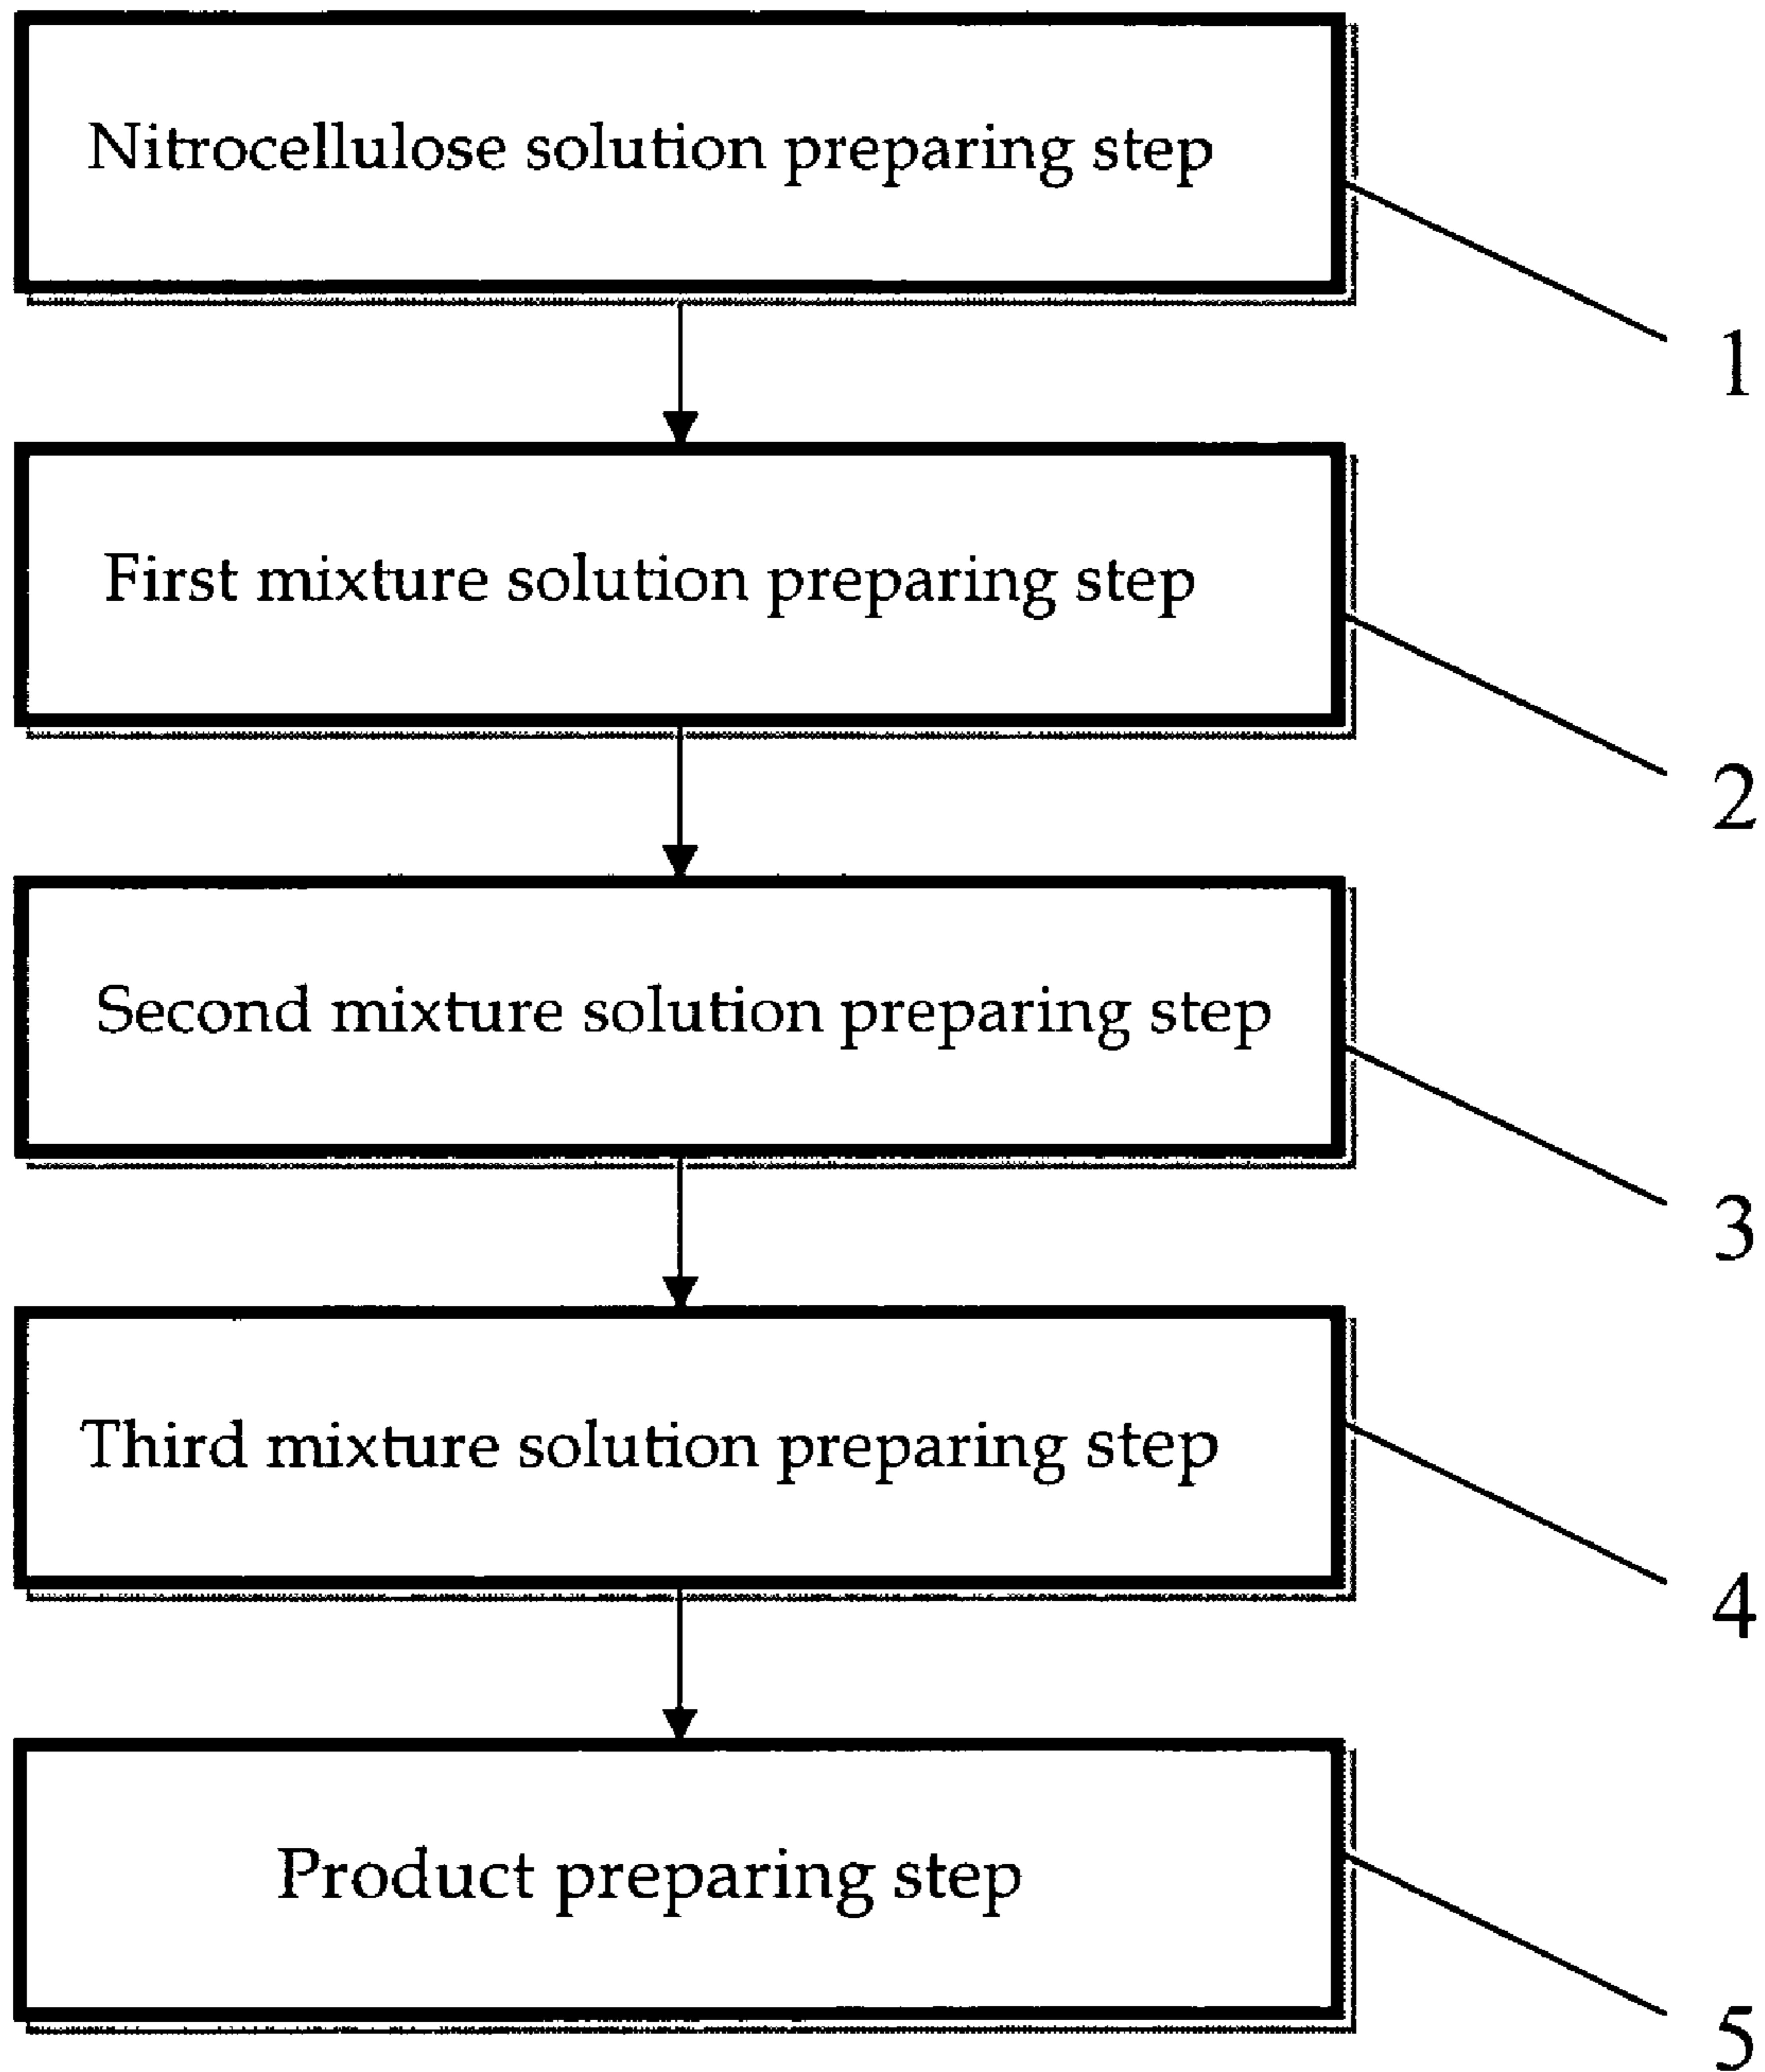 Nitrocellulose solution preparing step
1
First mixture solution preparing step
2
Second mixture solution preparing step
3
Third mixture solution preparing step
4
Product preparing step
5